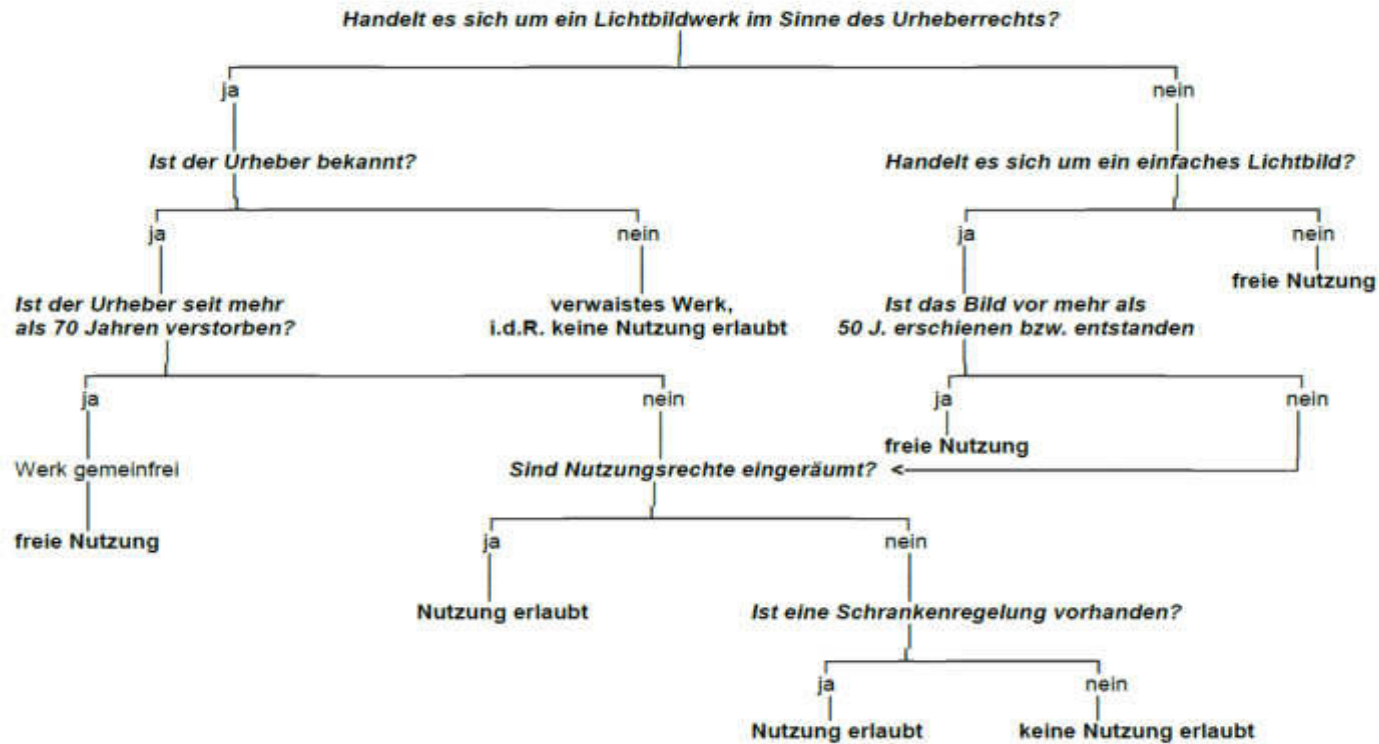 Handelt es sich um ein Lichtbildwerk im Sinne des Urheberrechts?
ja
nein
Ist der Urheber bekannt?
Handelt es sich um ein einfaches Lichtbild?
ja
nein
ja
nein
freie Nutzung
Ist der Urheber seit mehr
als 70 Jahren verstorben?
verwaistes Werk,
i.d.R. keine Nutzung erlaubt
Ist das Bild vor mehr als
50 J. erschienen bzw. entstanden
ja
nein
ja
nein
freie Nutzung
Werk gemeinfrei
Sind Nutzungsrechte eingeräumt?
freie Nutzung
ja
nein
Nutzung erlaubt
Ist eine Schrankenregelung vorhanden?
ja
nein
Nutzung erlaubt
keine Nutzung erlaubt